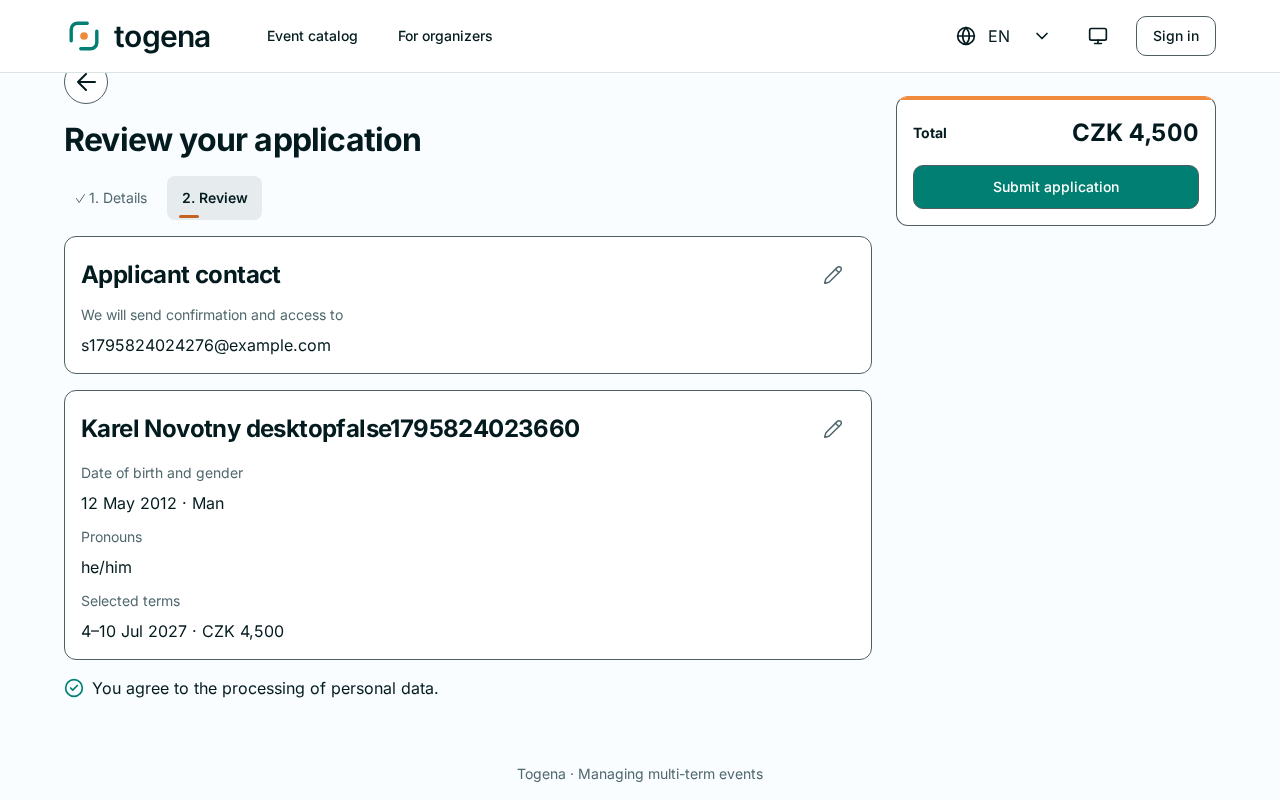 togena
Event catalog
For organizers
EN
Sign in
Review your application
1. Details
2. Review
Total
CZK 4,500
Submit application
Applicant contact
We will send confirmation and access to
s1795824024276@example.com
Karel Novotny desktopfalse1795824023660
Date of birth and gender
12 May 2012 · Man
Pronouns
he/him
Selected terms
4–10 Jul 2027 · CZK 4,500
You agree to the processing of personal data.
Togena · Managing multi-term events